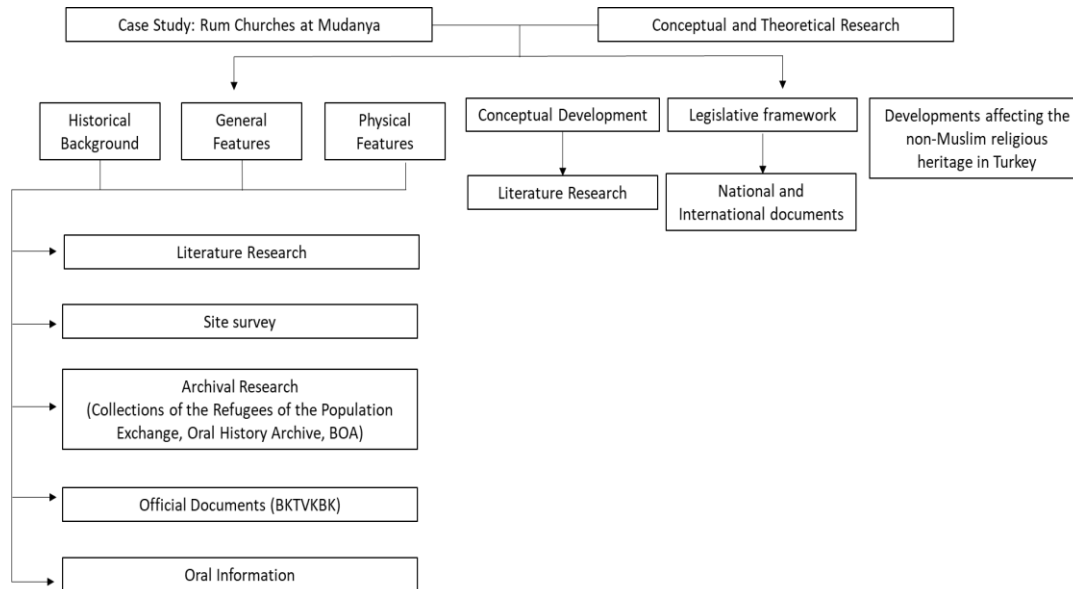 Case Study: Rum Churches at Mudanya
Conceptual and Theoretical Research
Historical
Background
General
Features
Physical
Features
Conceptual Development
Legislative framework
Developments affecting the
non-Muslim religious
heritage in Turkey
Literature Research
National and
International documents
Literature Research
Site survey
Archival Research
(Collections of the Refugees of the Population
Exchange, Oral History Archive, BOA)
Official Documents (BKTVKBK)
Oral Information